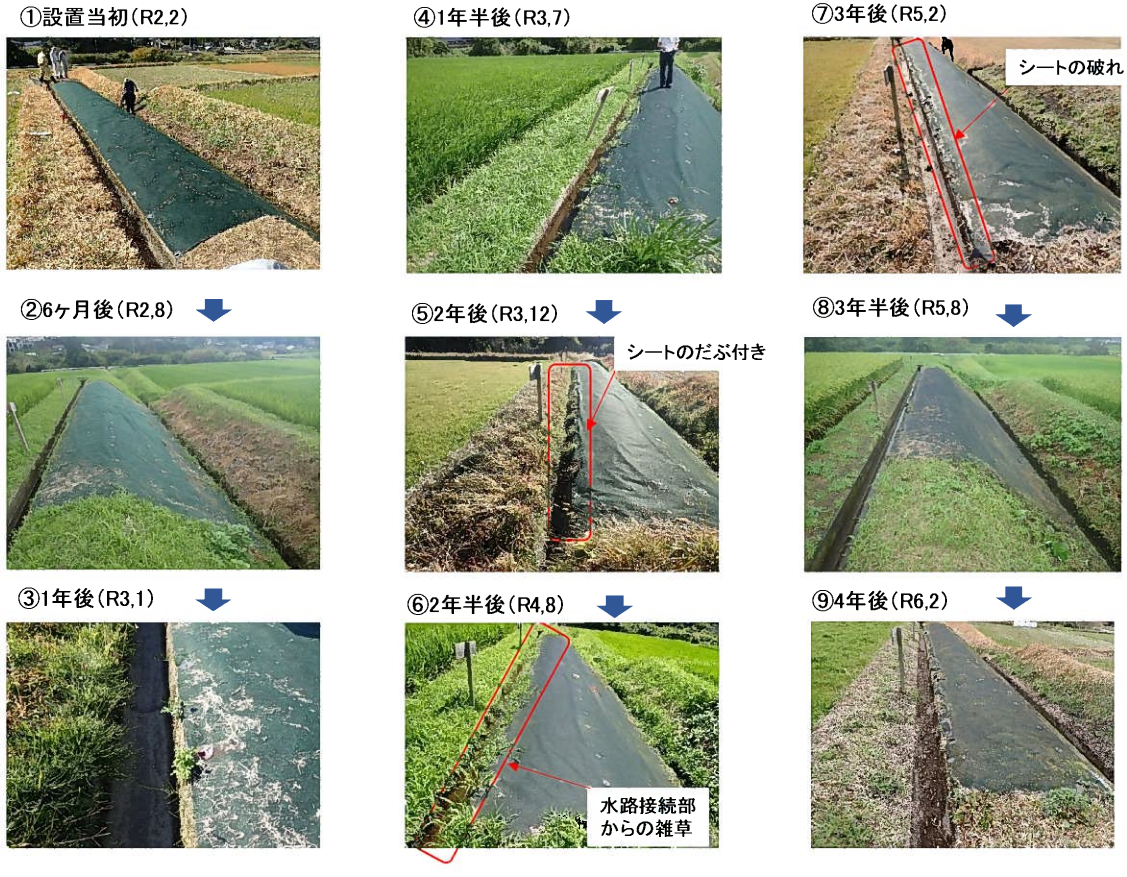 ①設置当初(R2,2)
②6ヶ月後(R2,8)
③1年後(R3,1)
④1年半後(R3,7)
⑤2年後(R3,12)
シートのだぶ付き
⑥2年半後(R4,8)
水路接続部
からの雑草
⑦3年後(R5,2)
シートの破れ
⑧3年半後(R5,8)
⑨4年後(R6,2)